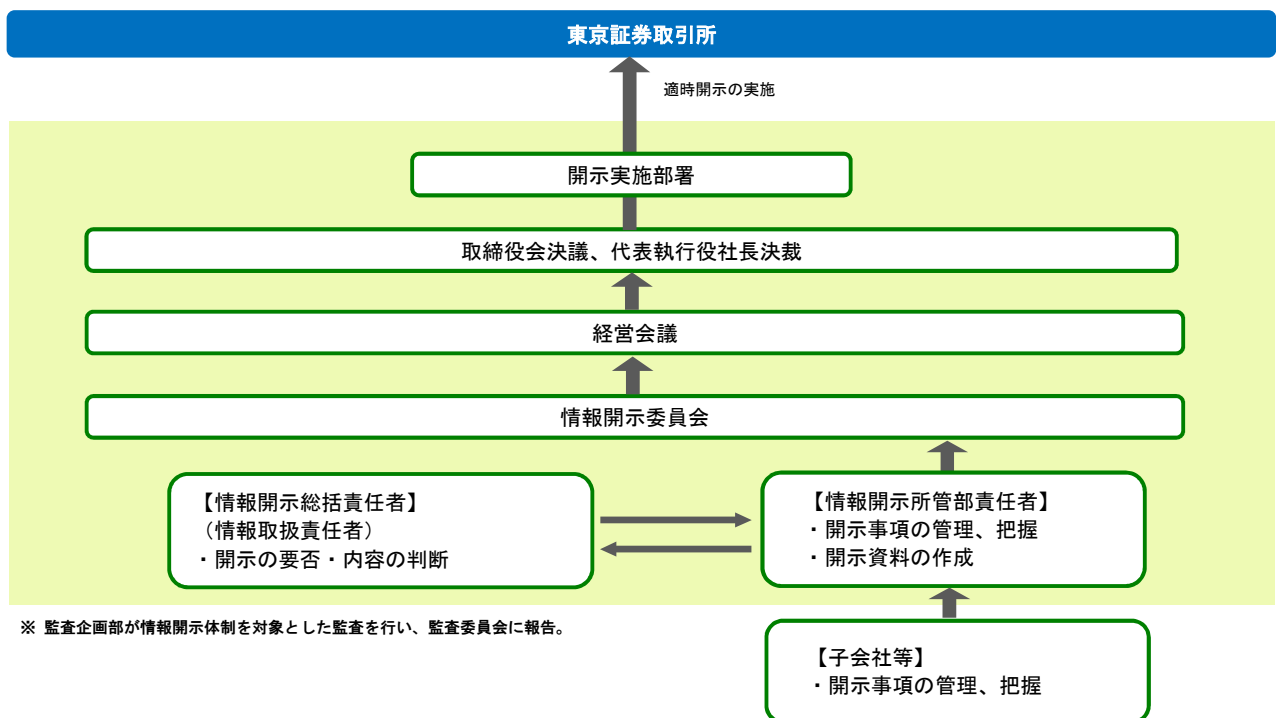 東京証券取引所
適時開示の実施
開示実施部署
取締役会決議、代表執行役社長決裁
経営会議
情報開示委員会
【情報開示総括責任者】
（情報取扱責任者）
・開示の要否・内容の判断
【情報開示所管部責任者】
・開示事項の管理、把握
・開示資料の作成
※ 監査企画部が情報開示体制を対象とした監査を行い、監査委員会に報告。
【子会社等】
・開示事項の管理、把握